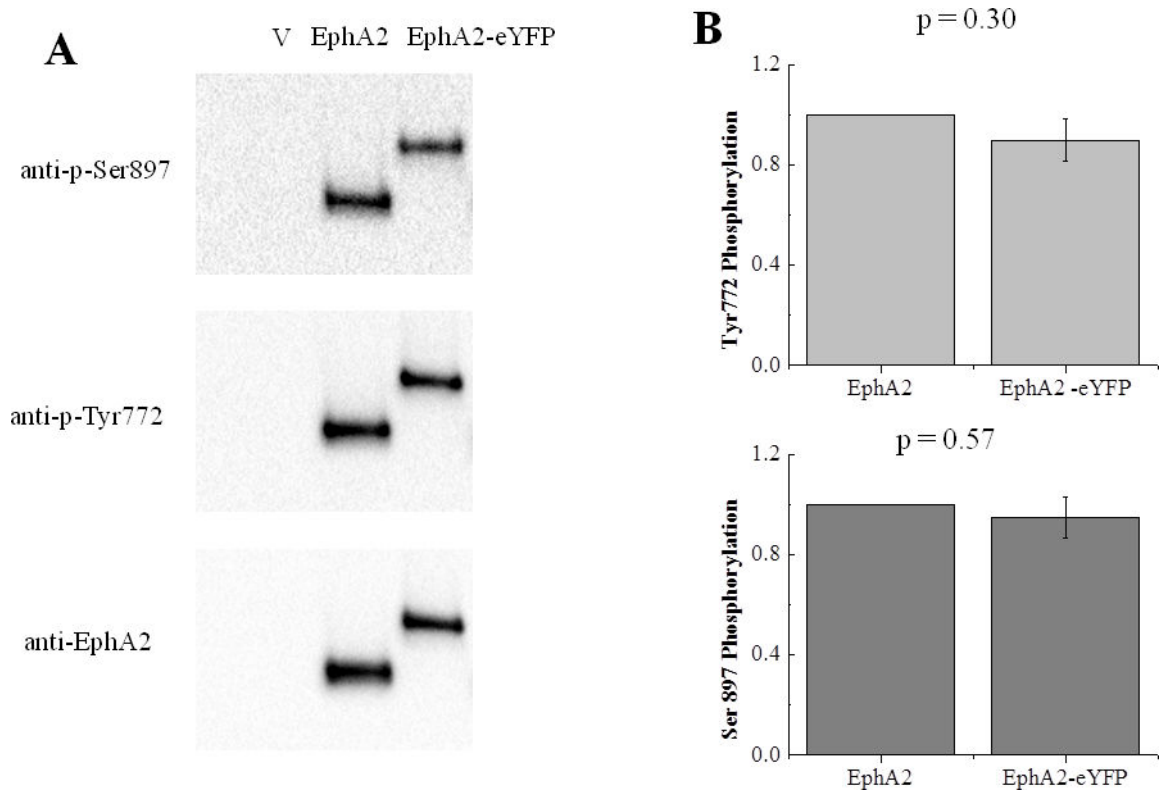 A
V EphA2 EphA2-eYFP
anti-p-Ser897
anti-p-Tyr772
anti-EphA2
B
p = 0.30
1.2
0.8
0.4
0.0
Tyr772 Phosphorylation
EphA2 EphA2 -eYFP
p = 0.57
1.2
0.8
0.4
0.0
Ser 897 Phosphorylation
EphA2 EphA2-eYFP